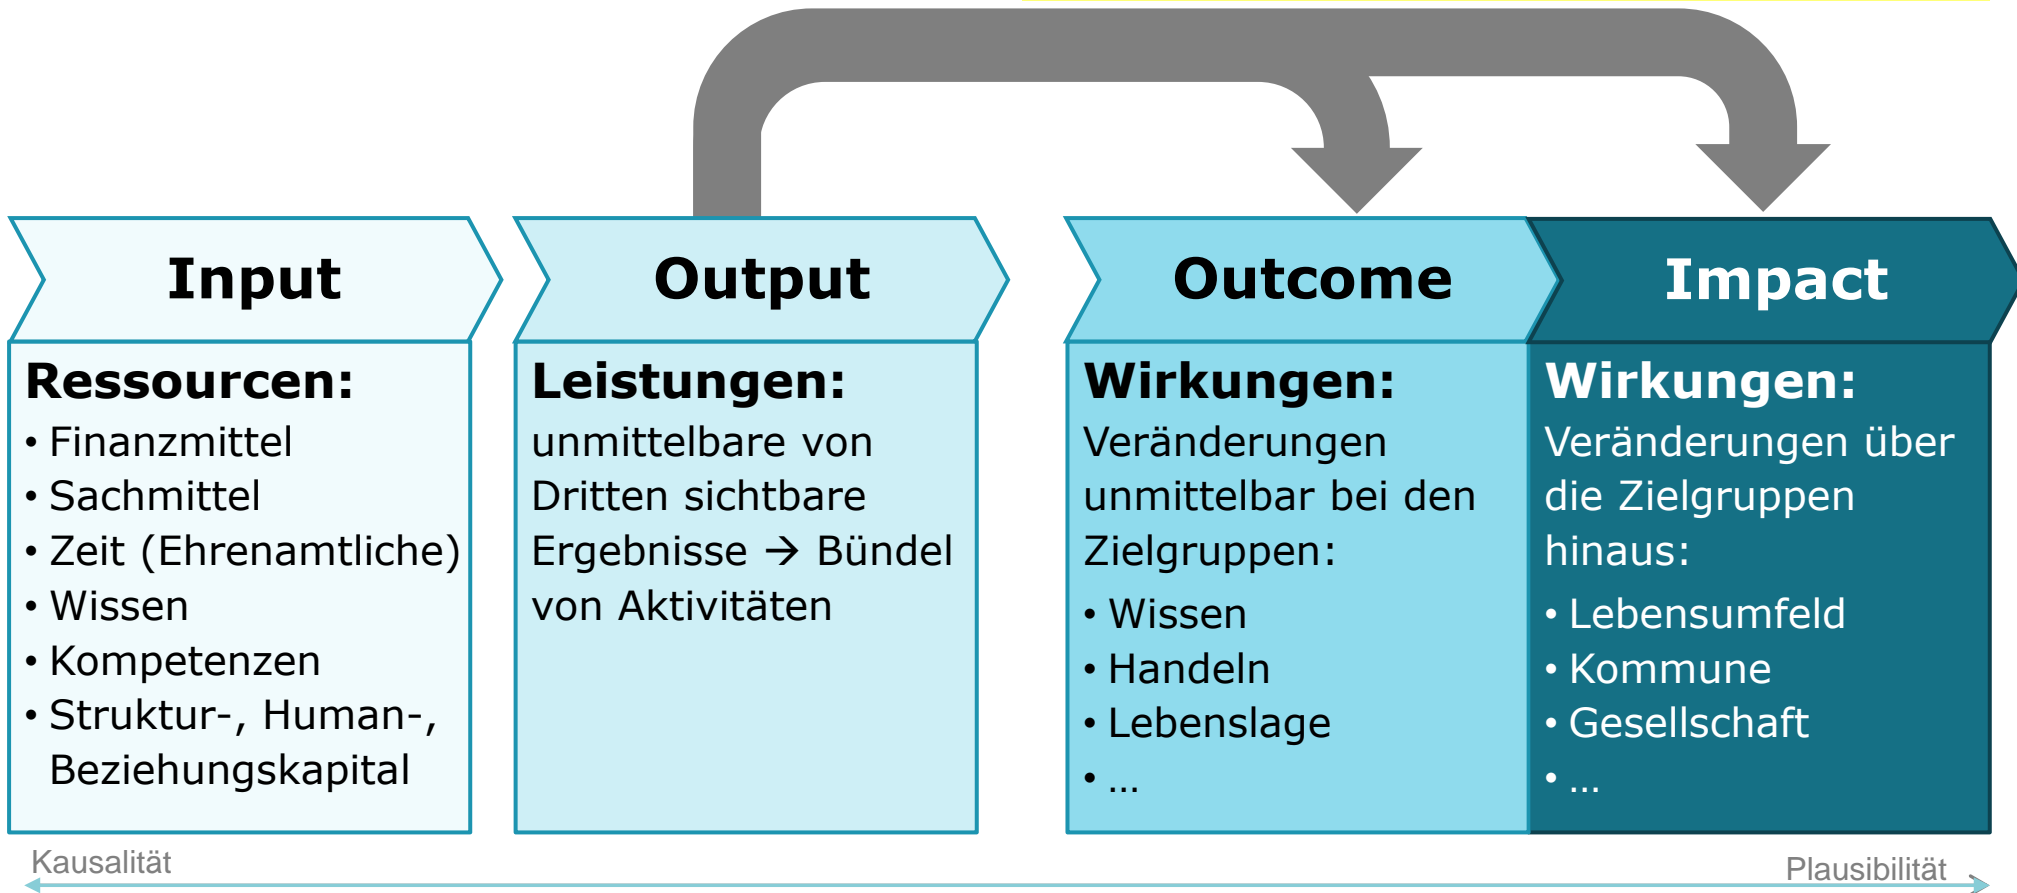 Input
Ressourcen:
• Finanzmittel
• Sachmittel
• Zeit (Ehrenamtliche)
• Wissen
• Kompetenzen
• Struktur-, Human-,
Beziehungskapital
Output
Leistungen:
unmittelbare von
Dritten sichtbare
Ergebnisse → Bündel
von Aktivitäten
Outcome
Wirkungen:
Veränderungen
unmittelbar bei den
Zielgruppen:
• Wissen
• Handeln
• Lebenslage
• …
Impact
Wirkungen:
Veränderungen über
die Zielgruppen
hinaus:
• Lebensumfeld
• Kommune
• Gesellschaft
• …
Kausalität
Plausibilität